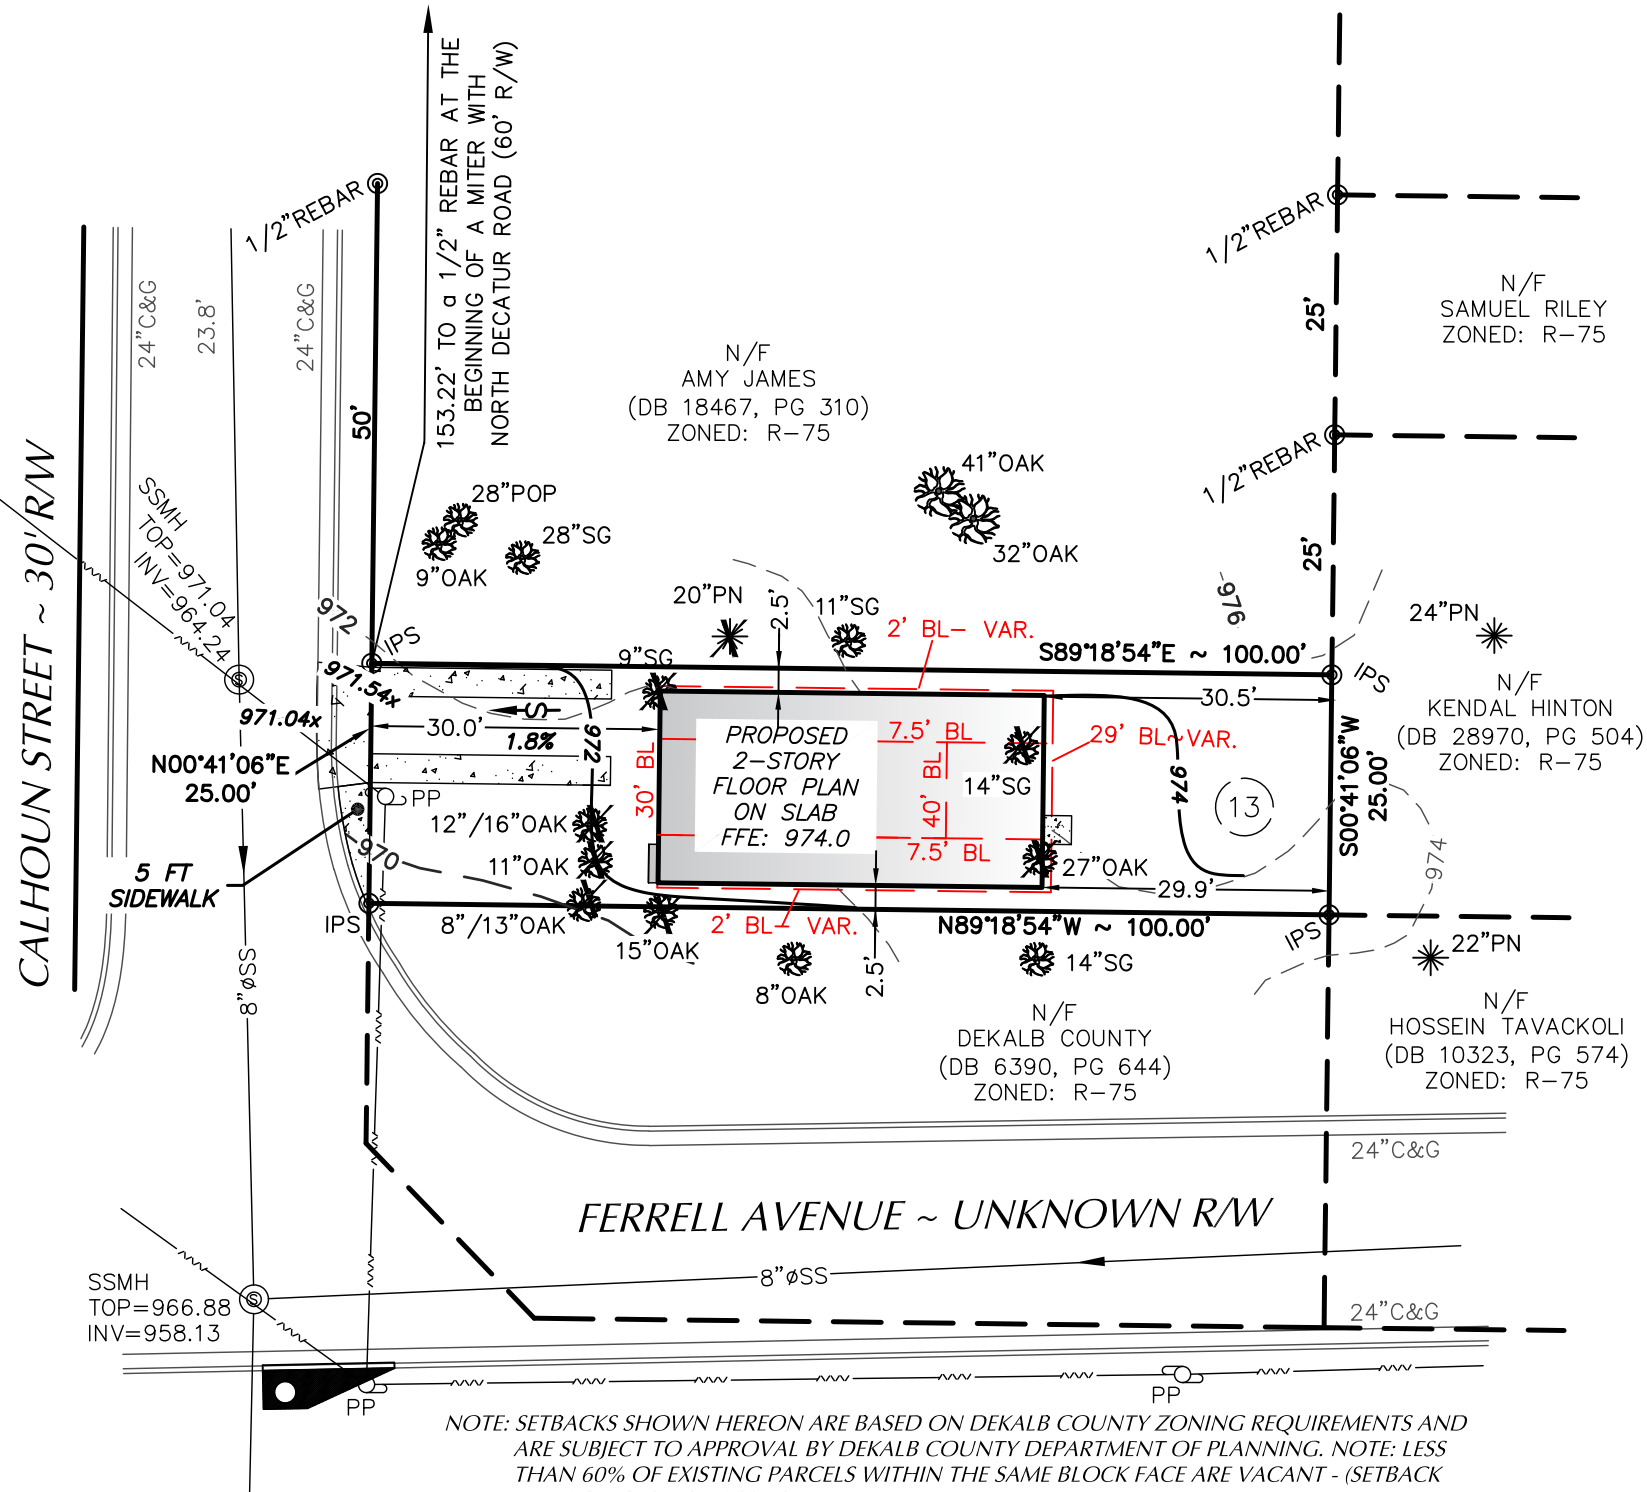 153.22' TO a 1/2" REBAR AT THE
BEGINNING OF A MITER WITH
NORTH DECATUR ROAD (60' R/W)
1/2"REBAR
1/2"REBAR
1/2"REBAR
24"C&G
23.8'
24"C&G
50'
25'
25'
N/F
SAMUEL RILEY
ZONED: R-75
N/F
AMY JAMES
(DB 18467, PG 310)
ZONED: R-75
CALHOUN STREET ~ 30' R/W
SSMH
TOP=971.04
INV=964.24
S
28"POP
28"SG
9"OAK
41"OAK
32"OAK
20"PN
2.5'
11"SG
976
24"PN
972
IPS
9"SG
2' BL- VAR.
S89°18'54"E ~ 100.00'
IPS
971.54x
971.04x
S
30.0'
1.8%
972
30.5'
N/F
KENDAL HINTON
(DB 28970, PG 504)
ZONED: R-75
N00°41'06"E
25.00'
PP
30' BL
PROPOSED
2-STORY
FLOOR PLAN
ON SLAB
FFE: 974.0
7.5' BL
40' BL
7.5' BL
14"SG
29' BL~VAR.
974
13
S00°41'06"W
25.00'
974
12"/16"OAK
11"OAK
970
27"OAK
5 FT
SIDEWALK
29.9'
IPS
8"/13"OAK
15"OAK
2' BL- VAR.
N89°18'54"W ~ 100.00'
IPS
22"PN
8"øSS
8"OAK
2.5'
14"SG
N/F
DEKALB COUNTY
(DB 6390, PG 644)
ZONED: R-75
N/F
HOSSEIN TAVACKOLI
(DB 10323, PG 574)
ZONED: R-75
24"C&G
FERRELL AVENUE ~ UNKNOWN R/W
8"øSS
SSMH
TOP=966.88
INV=958.13
S
24"C&G
PP
PP
NOTE: SETBACKS SHOWN HEREON ARE BASED ON DEKALB COUNTY ZONING REQUIREMENTS AND
ARE SUBJECT TO APPROVAL BY DEKALB COUNTY DEPARTMENT OF PLANNING. NOTE: LESS
THAN 60% OF EXISTING PARCELS WITHIN THE SAME BLOCK FACE ARE VACANT - (SETBACK